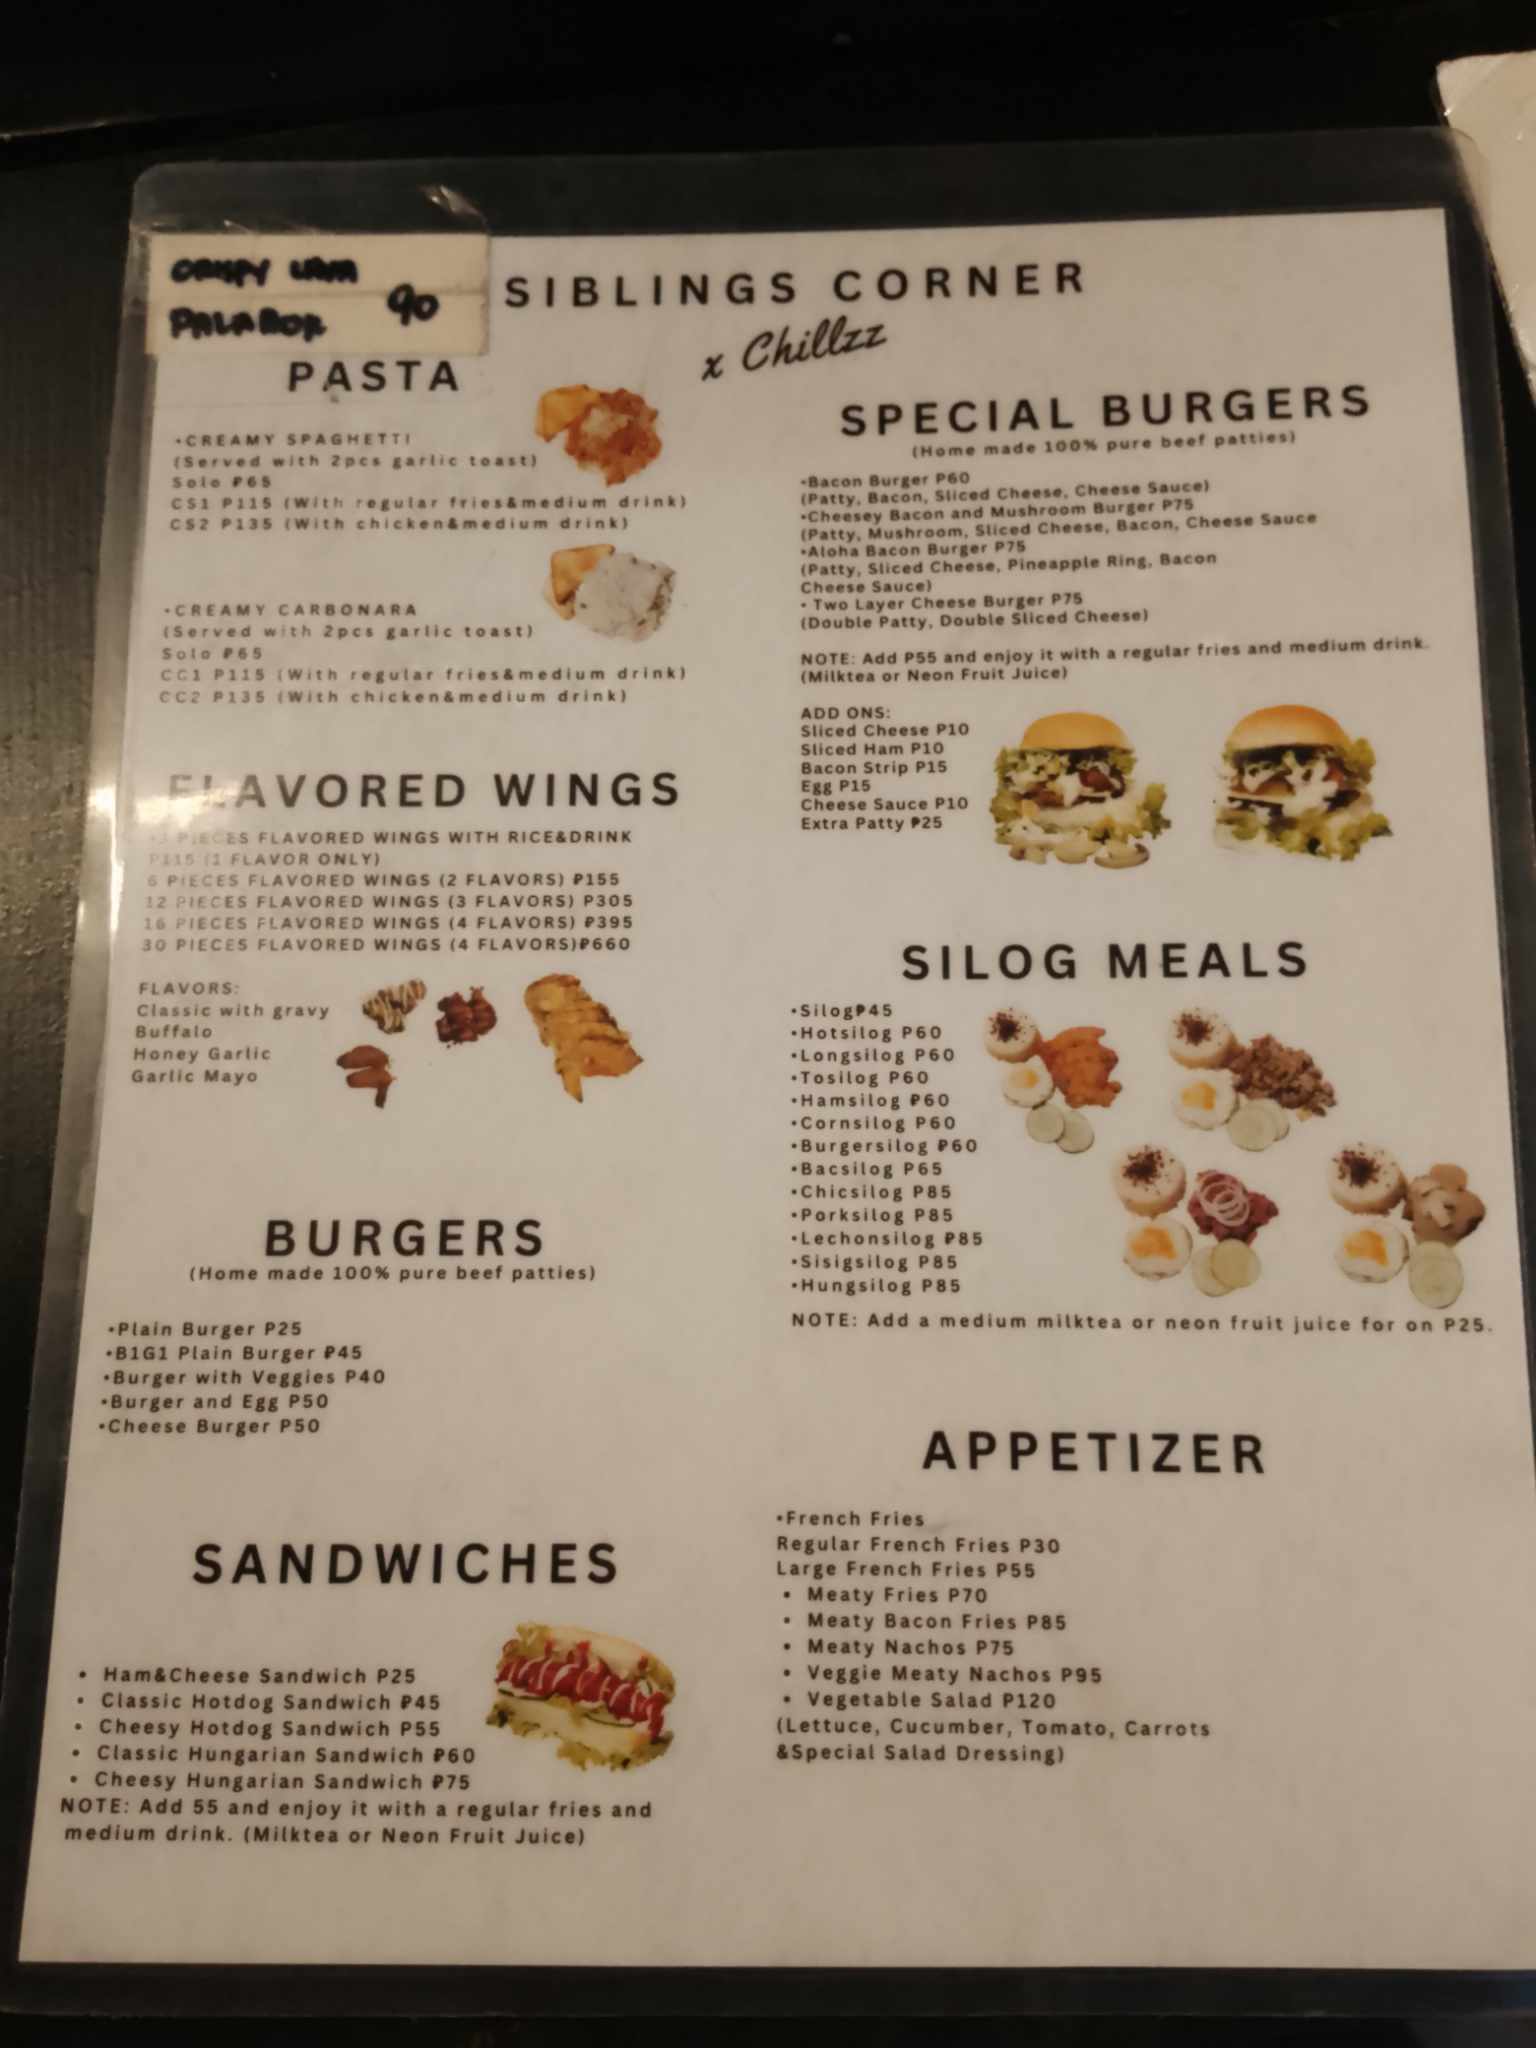 PALABOK 90
SIBLINGS CORNER
x Chillzz
PASTA
•CREAMY SPAGHETTI
(Served with 2pcs garlic toast)
Solo ₱65
CS1 P115 (With regular fries&medium drink)
CS2 P135 (With chicken&medium drink)
•CREAMY CARBONARA
(Served with 2pcs garlic toast)
Solo ₱65
CC1 P115 (With regular fries&medium drink)
CC2 P135 (With chicken&medium drink)
FLAVORED WINGS
•3 PIECES FLAVORED WINGS WITH RICE&DRINK
P115 (1 FLAVOR ONLY)
6 PIECES FLAVORED WINGS (2 FLAVORS) ₱155
12 PIECES FLAVORED WINGS (3 FLAVORS) P305
16 PIECES FLAVORED WINGS (4 FLAVORS) ₱395
30 PIECES FLAVORED WINGS (4 FLAVORS)₱660
FLAVORS:
Classic with gravy
Buffalo
Honey Garlic
Garlic Mayo
BURGERS
(Home made 100% pure beef patties)
•Plain Burger P25
•B1G1 Plain Burger ₱45
•Burger with Veggies P40
•Burger and Egg P50
•Cheese Burger P50
SANDWICHES
• Ham&Cheese Sandwich P25
• Classic Hotdog Sandwich ₱45
• Cheesy Hotdog Sandwich P55
• Classic Hungarian Sandwich ₱60
• Cheesy Hungarian Sandwich ₱75
NOTE: Add 55 and enjoy it with a regular fries and
medium drink. (Milktea or Neon Fruit Juice)
SPECIAL BURGERS
(Home made 100% pure beef patties)
•Bacon Burger P60
(Patty, Bacon, Sliced Cheese, Cheese Sauce)
•Cheesey Bacon and Mushroom Burger P75
(Patty, Mushroom, Sliced Cheese, Bacon, Cheese Sauce
•Aloha Bacon Burger P75
(Patty, Sliced Cheese, Pineapple Ring, Bacon
Cheese Sauce)
• Two Layer Cheese Burger P75
(Double Patty, Double Sliced Cheese)
NOTE: Add P55 and enjoy it with a regular fries and medium drink.
(Milktea or Neon Fruit Juice)
ADD ONS:
Sliced Cheese P10
Sliced Ham P10
Bacon Strip P15
Egg P15
Cheese Sauce P10
Extra Patty ₱25
SILOG MEALS
•Silog₱45
•Hotsilog P60
•Longsilog P60
•Tosilog P60
•Hamsilog ₱60
•Cornsilog P60
•Burgersilog ₱60
•Bacsilog P65
•Chicsilog P85
•Porksilog P85
•Lechonsilog ₱85
•Sisigsilog P85
•Hungsilog P85
NOTE: Add a medium milktea or neon fruit juice for on P25.
APPETIZER
•French Fries
Regular French Fries P30
Large French Fries P55
• Meaty Fries P70
• Meaty Bacon Fries P85
• Meaty Nachos P75
• Veggie Meaty Nachos P95
• Vegetable Salad P120
(Lettuce, Cucumber, Tomato, Carrots
&Special Salad Dressing)